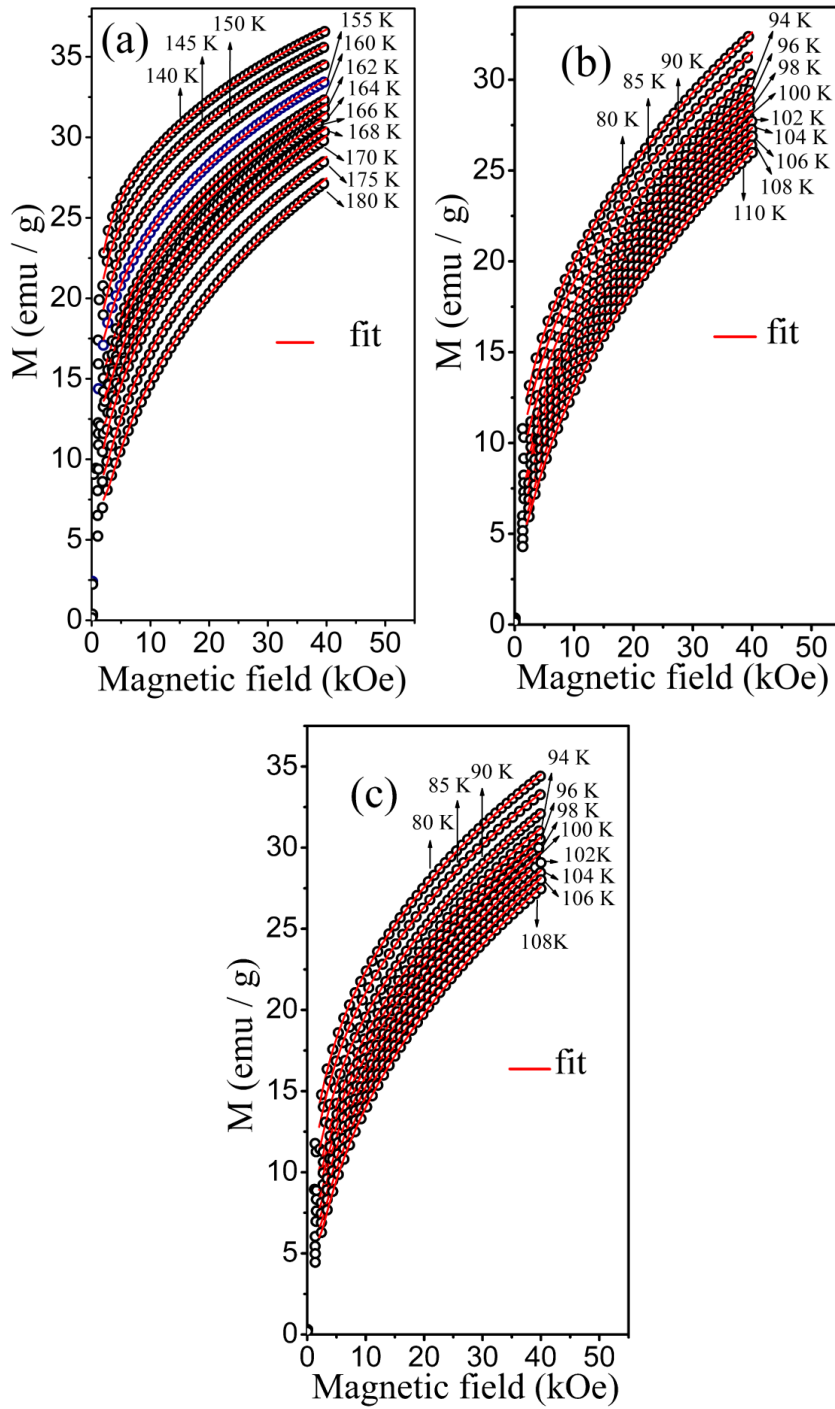 (a)
140 K
145 K
150 K
155 K
160 K
162 K
164 K
166 K
168 K
170 K
175 K
180 K
fit
M (emu / g)
35
30
25
20
15
10
5
0
0 10 20 30 40 50
Magnetic field (kOe)
(b)
80 K
85 K
90 K
94 K
96 K
98 K
100 K
102 K
104 K
106 K
108 K
110 K
fit
M (emu / g)
30
25
20
15
10
5
0
0 10 20 30 40 50
Magnetic field (kOe)
(c)
80 K
85 K
90 K
94 K
96 K
98 K
100 K
102K
104 K
106 K
108K
fit
M (emu / g)
35
30
25
20
15
10
5
0
0 10 20 30 40 50
Magnetic field (kOe)